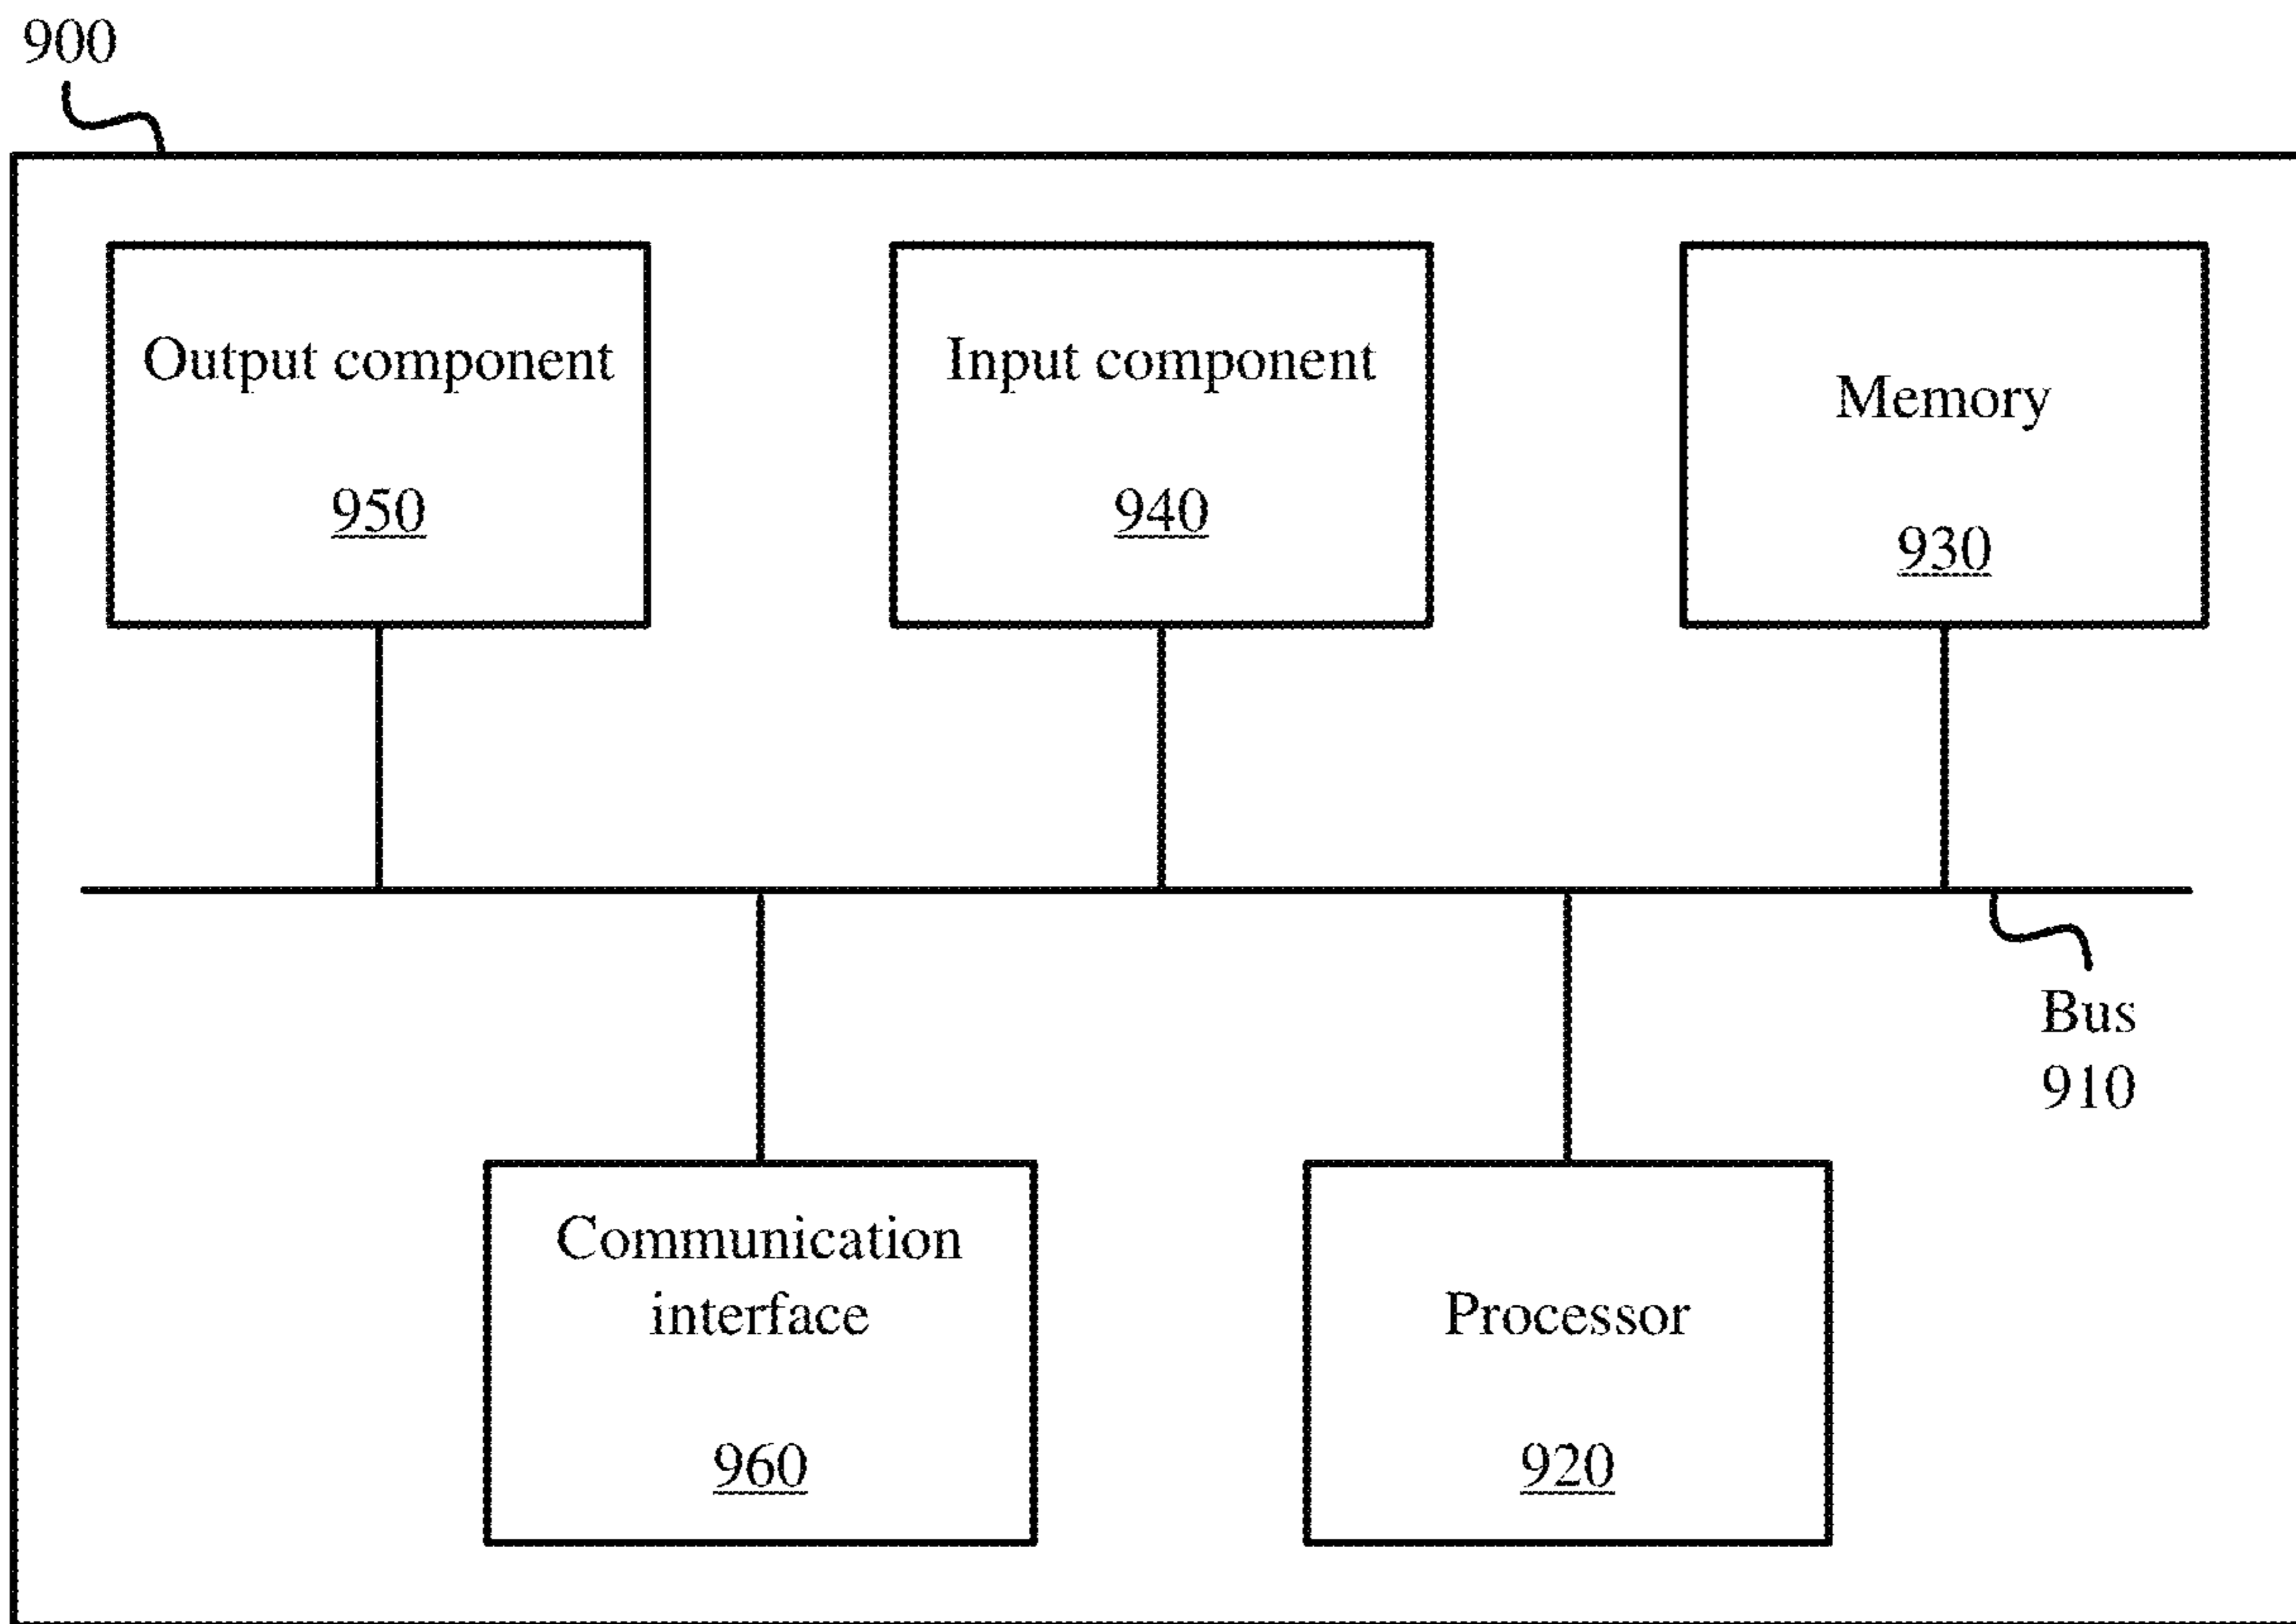 900
Output component
950
Input component
940
Memory
930
Bus
910
Communication
interface
960
Processor
920